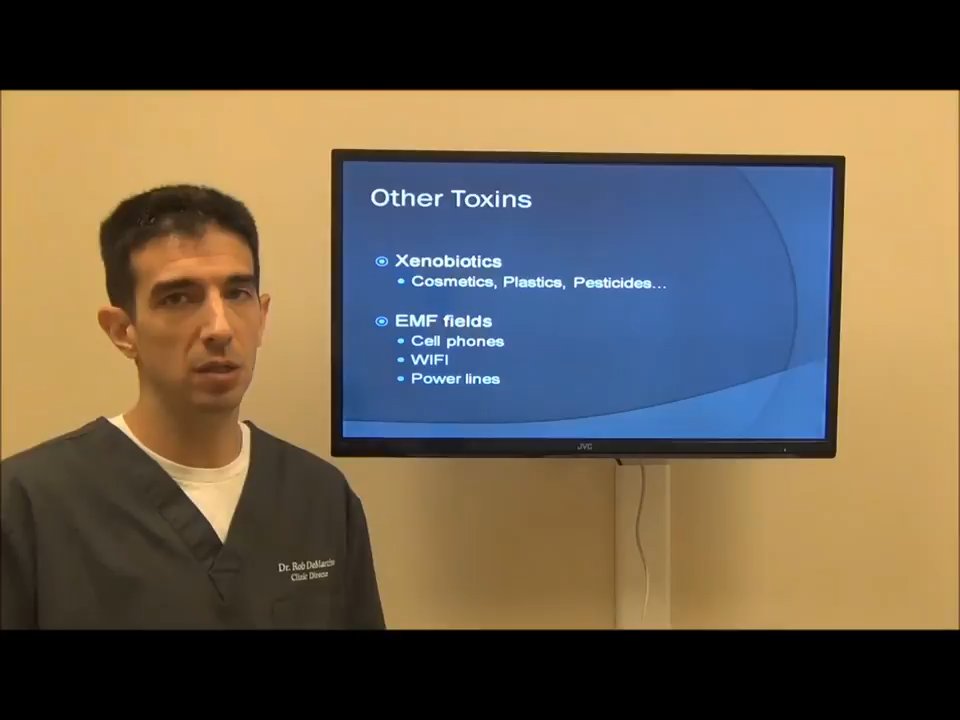 Other Toxins
Xenobiotics
Cosmetics, Plastics, Pesticides...
EMF fields
Cell phones
WIFI
Power lines
JVC
Dr. Rob DeMartino
Clinic Director